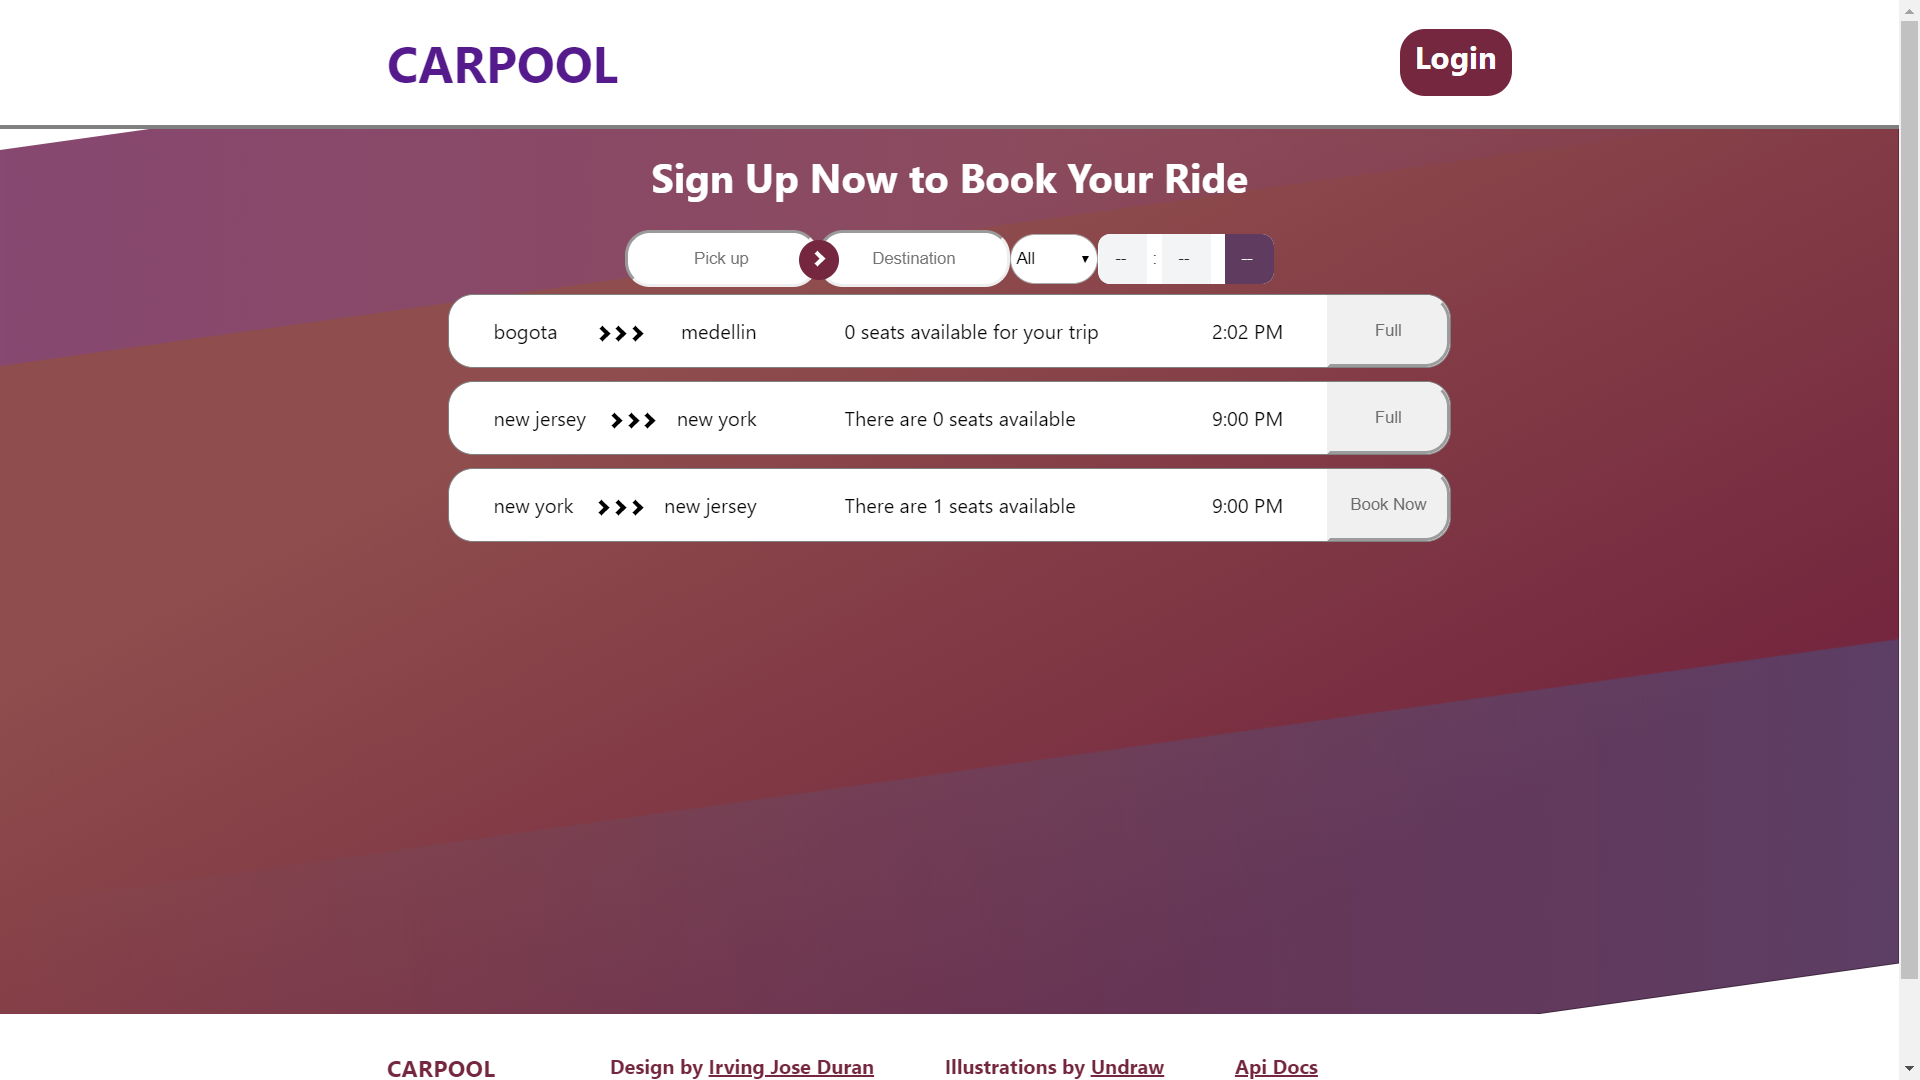 CARPOOL
Login
Sign Up Now to Book Your Ride
Pick up
Destination
All
-- : -- --
bogota medellin 0 seats available for your trip 2:02 PM Full
new jersey new york There are 0 seats available 9:00 PM Full
new york new jersey There are 1 seats available 9:00 PM Book Now
CARPOOL Design by Irving Jose Duran Illustrations by Undraw Api Docs